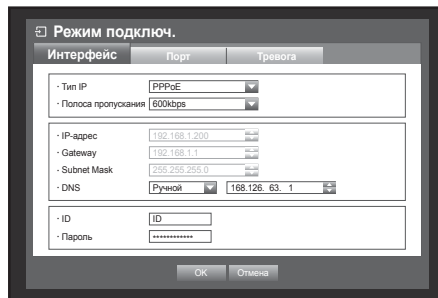 Режим подключ.
Интерфейс Порт Тревога
· Тип IP PPPoE
· Полоса пропускания 600kbps
· IP-адрес 192.168.1.200
· Gateway 192.168.1.1
· Subnet Mask 255.255.255.0
· DNS Ручной 168.126. 63. 1
· ID ID
· Пароль ************
OK Отмена